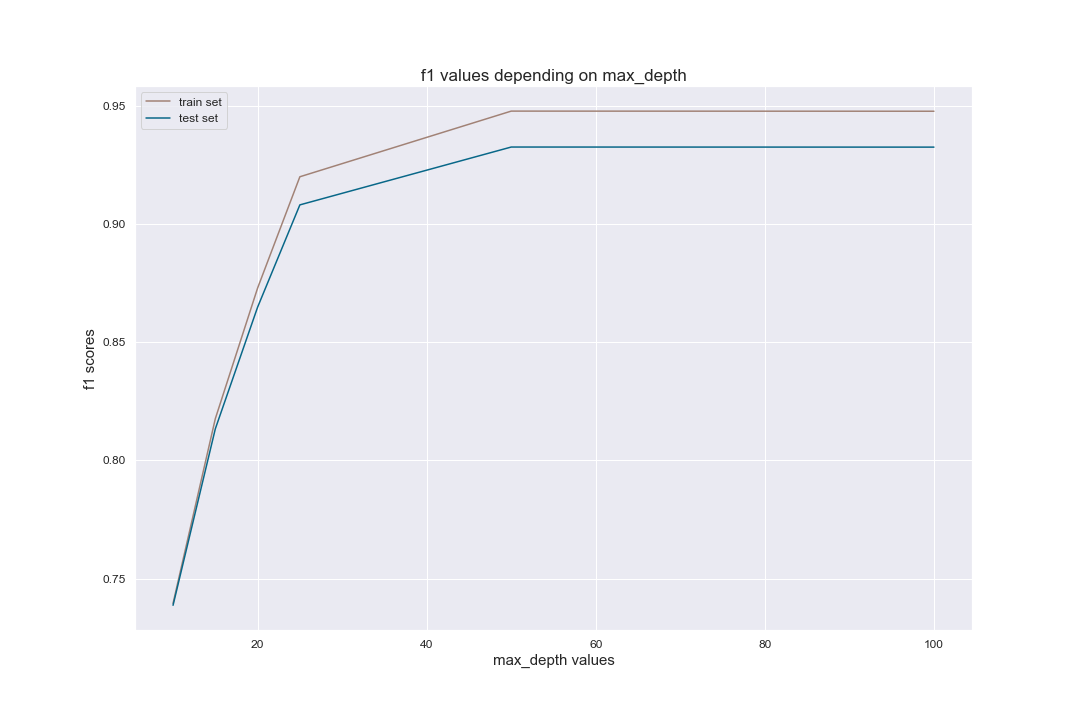 f1 values depending on max_depth
train set
test set
0.95
0.90
0.85
0.80
0.75
f1 scores
20 40 60 80 100
max_depth values